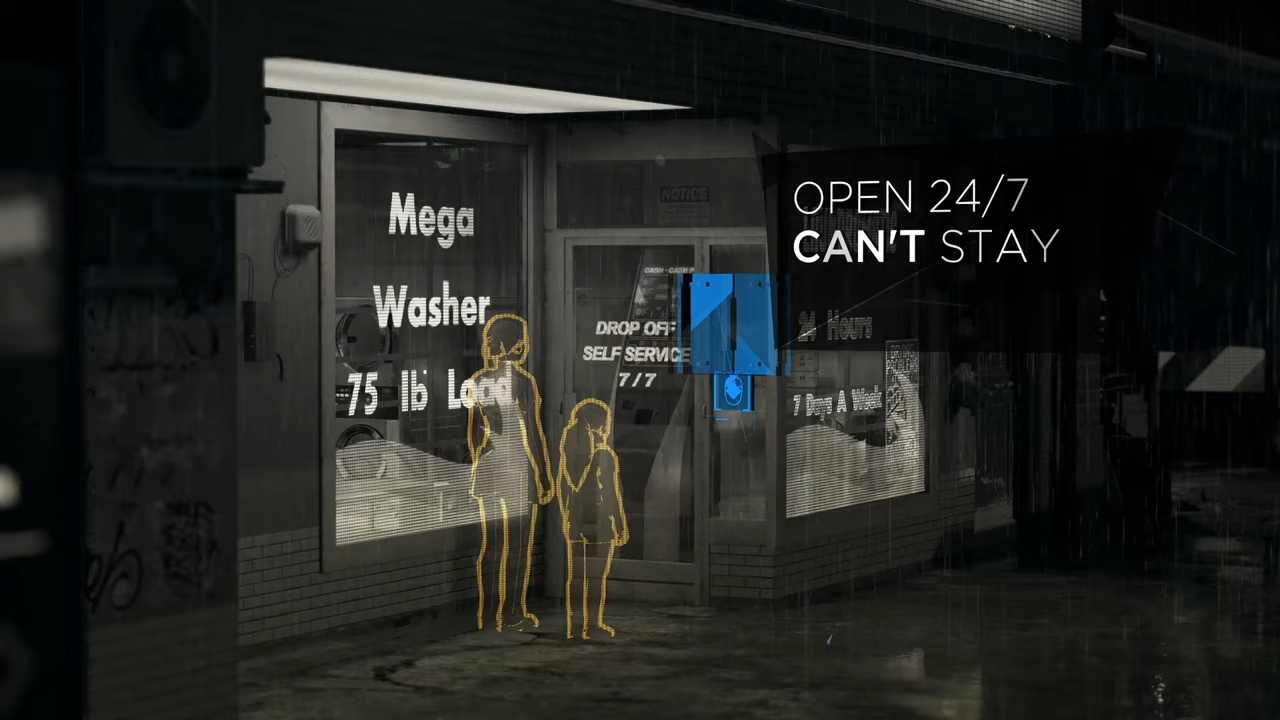 Mega
Washer
75 lb Load
NOTICE
DROP OFF
SELF SERVICE
7/7
OPEN 24/7
CAN'T STAY
24 Hours
7 Days A Week